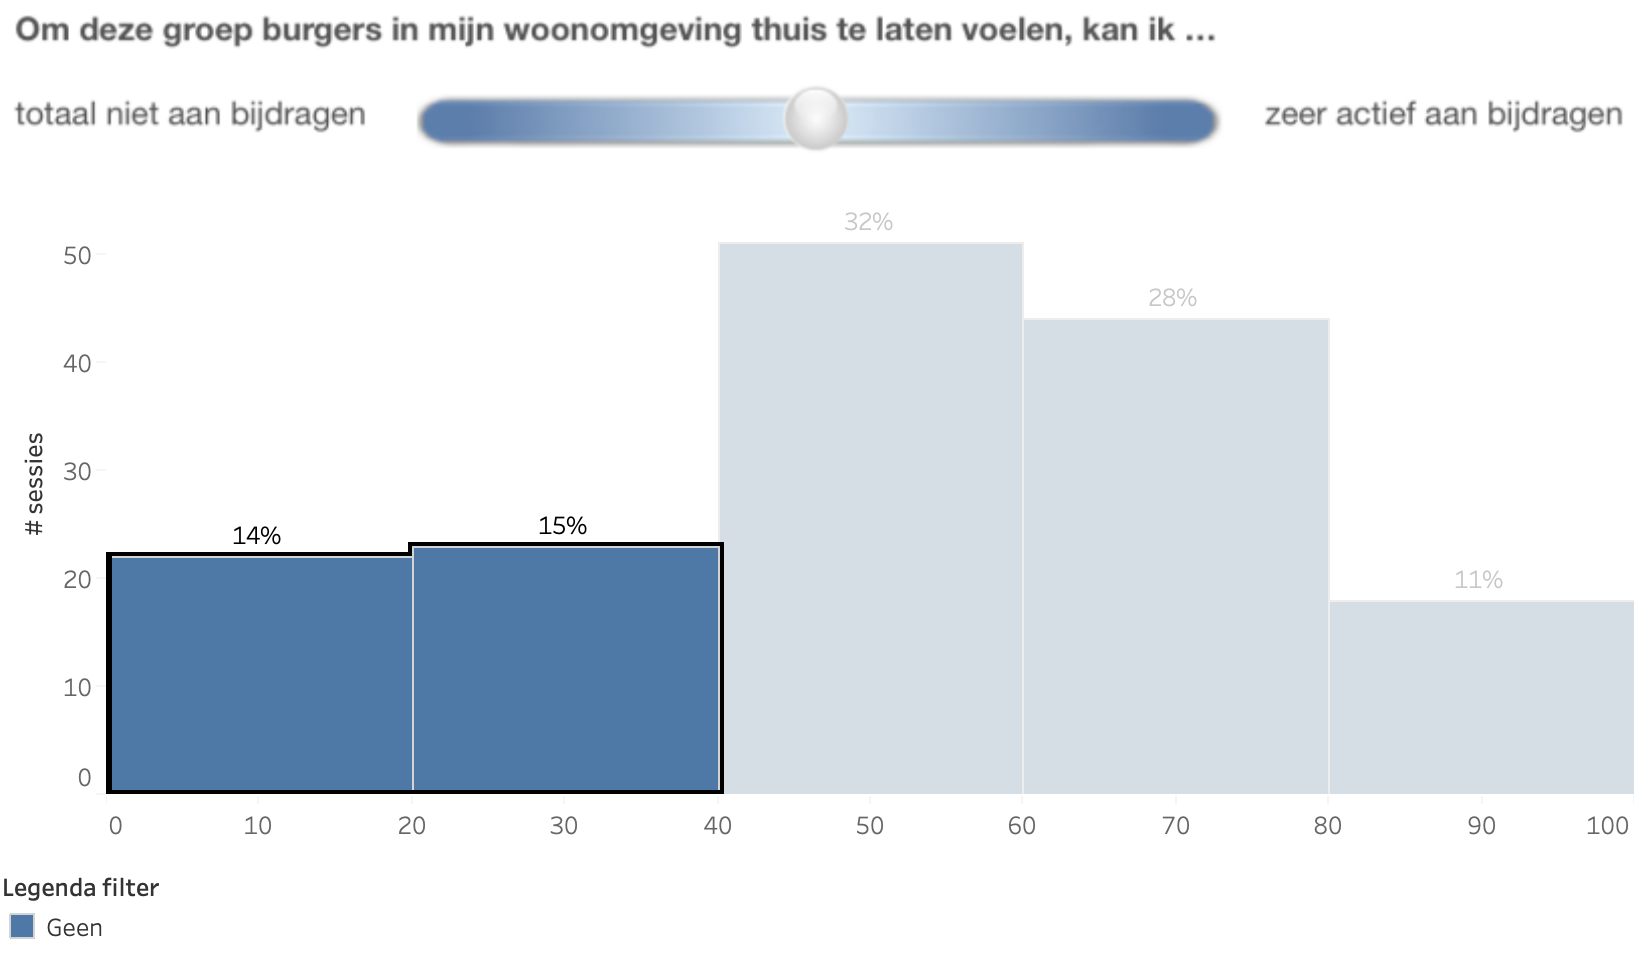 Om deze groep burgers in mijn woonomgeving thuis te laten voelen, kan ik ...
totaal niet aan bijdragen
zeer actief aan bijdragen
32%
50
28%
40
# sessies
30
14%
15%
20
11%
10
0
0 10 20 30 40 50 60 70 80 90 100
Legenda filter
Geen